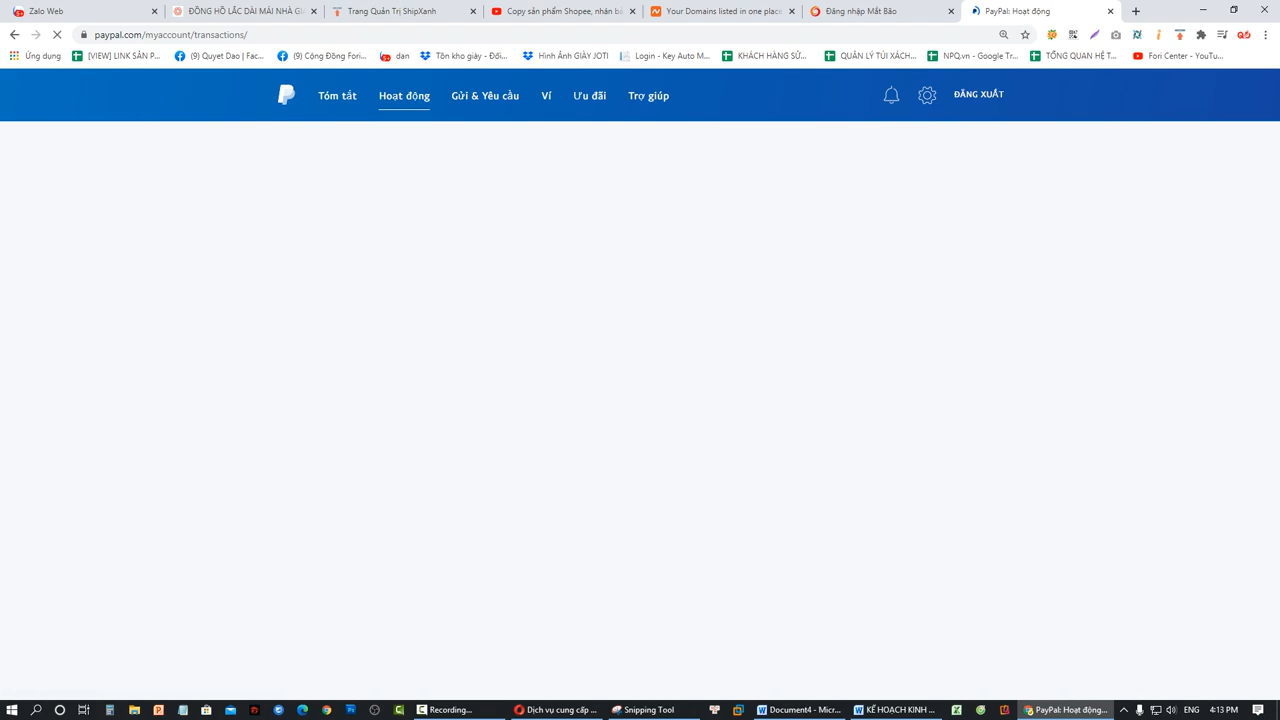 Zalo Web
ĐỒNG HỒ LẮC DÀI MÁI NHÀ Gi
Trang Quản Trị ShipXanh
Copy sản phẩm Shopee, nhân bả
Your Domains listed in one place
Đăng nhập Mắt Bão
PayPal: Hoạt động
paypal.com/myaccount/transactions/
Ứng dụng
[VIEW] LINK SẢN P...
(9) Quyet Dao | Fac...
(9) Cộng Đồng Fori...
dan
Tồn kho giày - Đối...
Hình Ảnh GIÀY JOTI
Login - Key Auto M...
KHÁCH HÀNG SỬ...
QUẢN LÝ TÚI XÁCH...
NPQ.vn - Google Tr...
TỔNG QUAN HỆ T...
Fori Center - YouTu...
Tóm tắt
Hoạt động
Gửi & Yêu cầu
Ví
Ưu đãi
Trợ giúp
ĐĂNG XUẤT
Recording...
Dịch vụ cung cấp ...
Snipping Tool
Document4 - Micr...
KẾ HOẠCH KINH ...
PayPal: Hoạt động...
ENG
4:13 PM